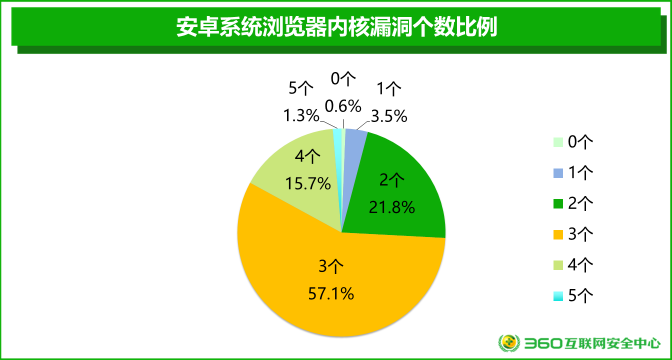 安卓系统浏览器内核漏洞个数比例
0个
0.6%
1个
3.5%
2个
21.8%
3个
57.1%
4个
15.7%
5个
1.3%
0个
1个
2个
3个
4个
5个
360互联网安全中心